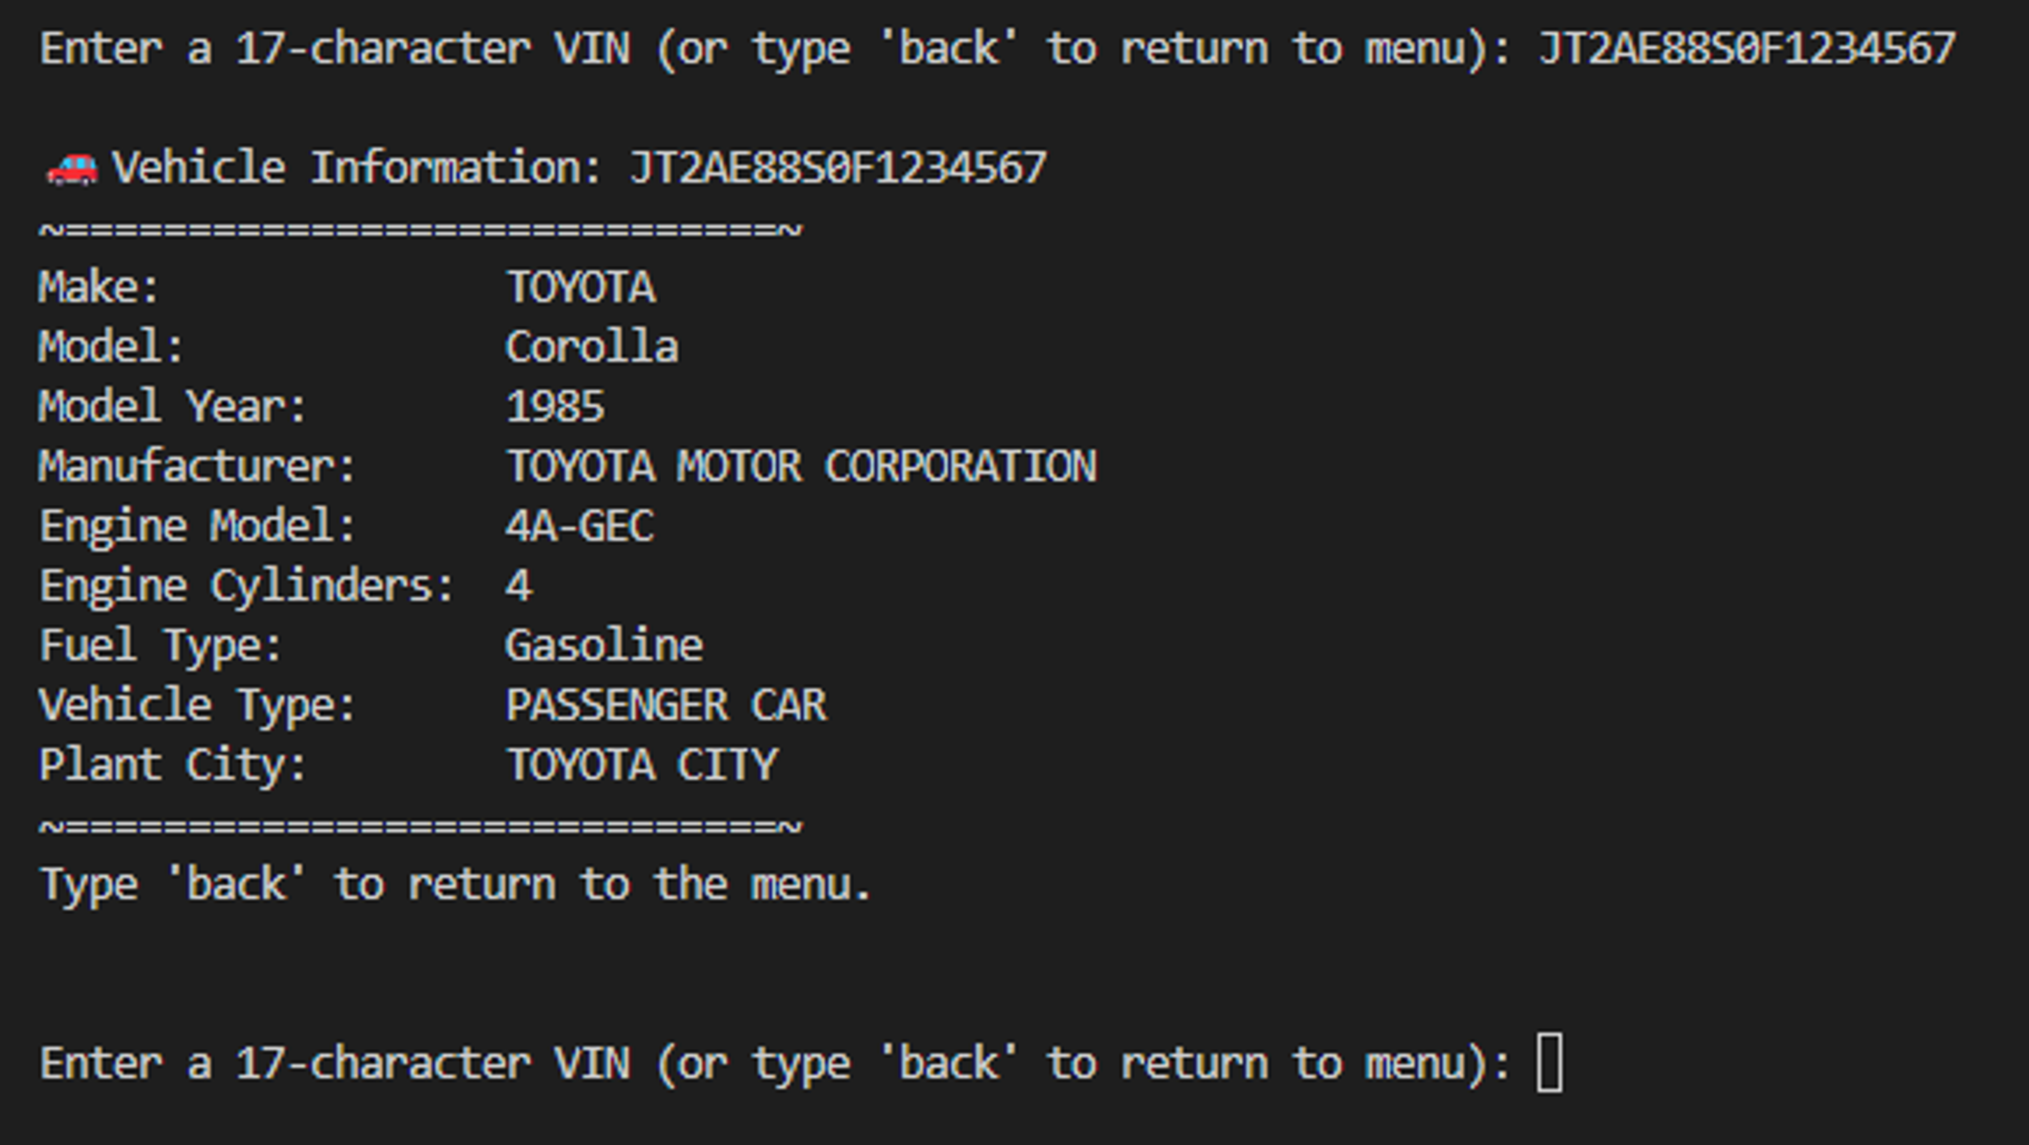 Enter a 17-character VIN (or type 'back' to return to menu): JT2AE88S0F1234567
🚗 Vehicle Information: JT2AE88S0F1234567
~=============================~
Make: TOYOTA
Model: Corolla
Model Year: 1985
Manufacturer: TOYOTA MOTOR CORPORATION
Engine Model: 4A-GEC
Engine Cylinders: 4
Fuel Type: Gasoline
Vehicle Type: PASSENGER CAR
Plant City: TOYOTA CITY
~=============================~
Type 'back' to return to the menu.
Enter a 17-character VIN (or type 'back' to return to menu):